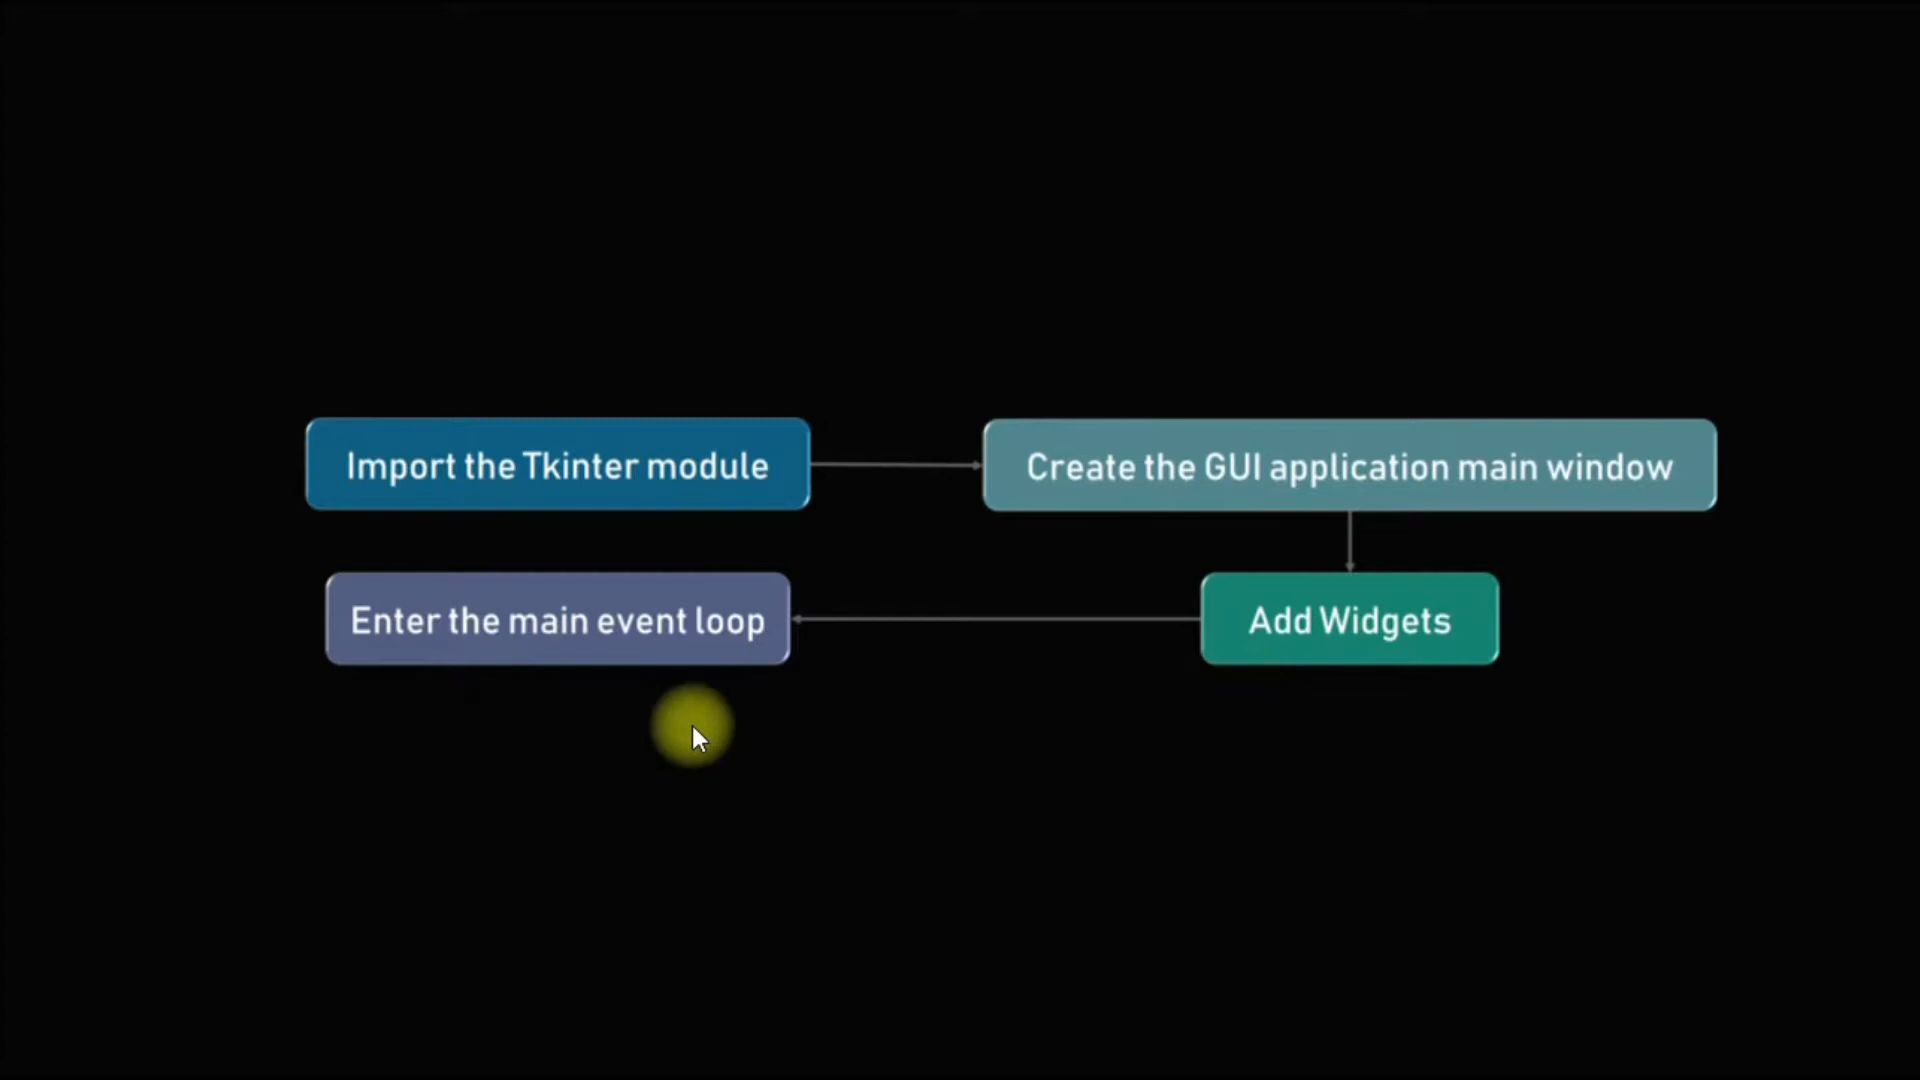 Import the Tkinter module
Create the GUI application main window
Add Widgets
Enter the main event loop